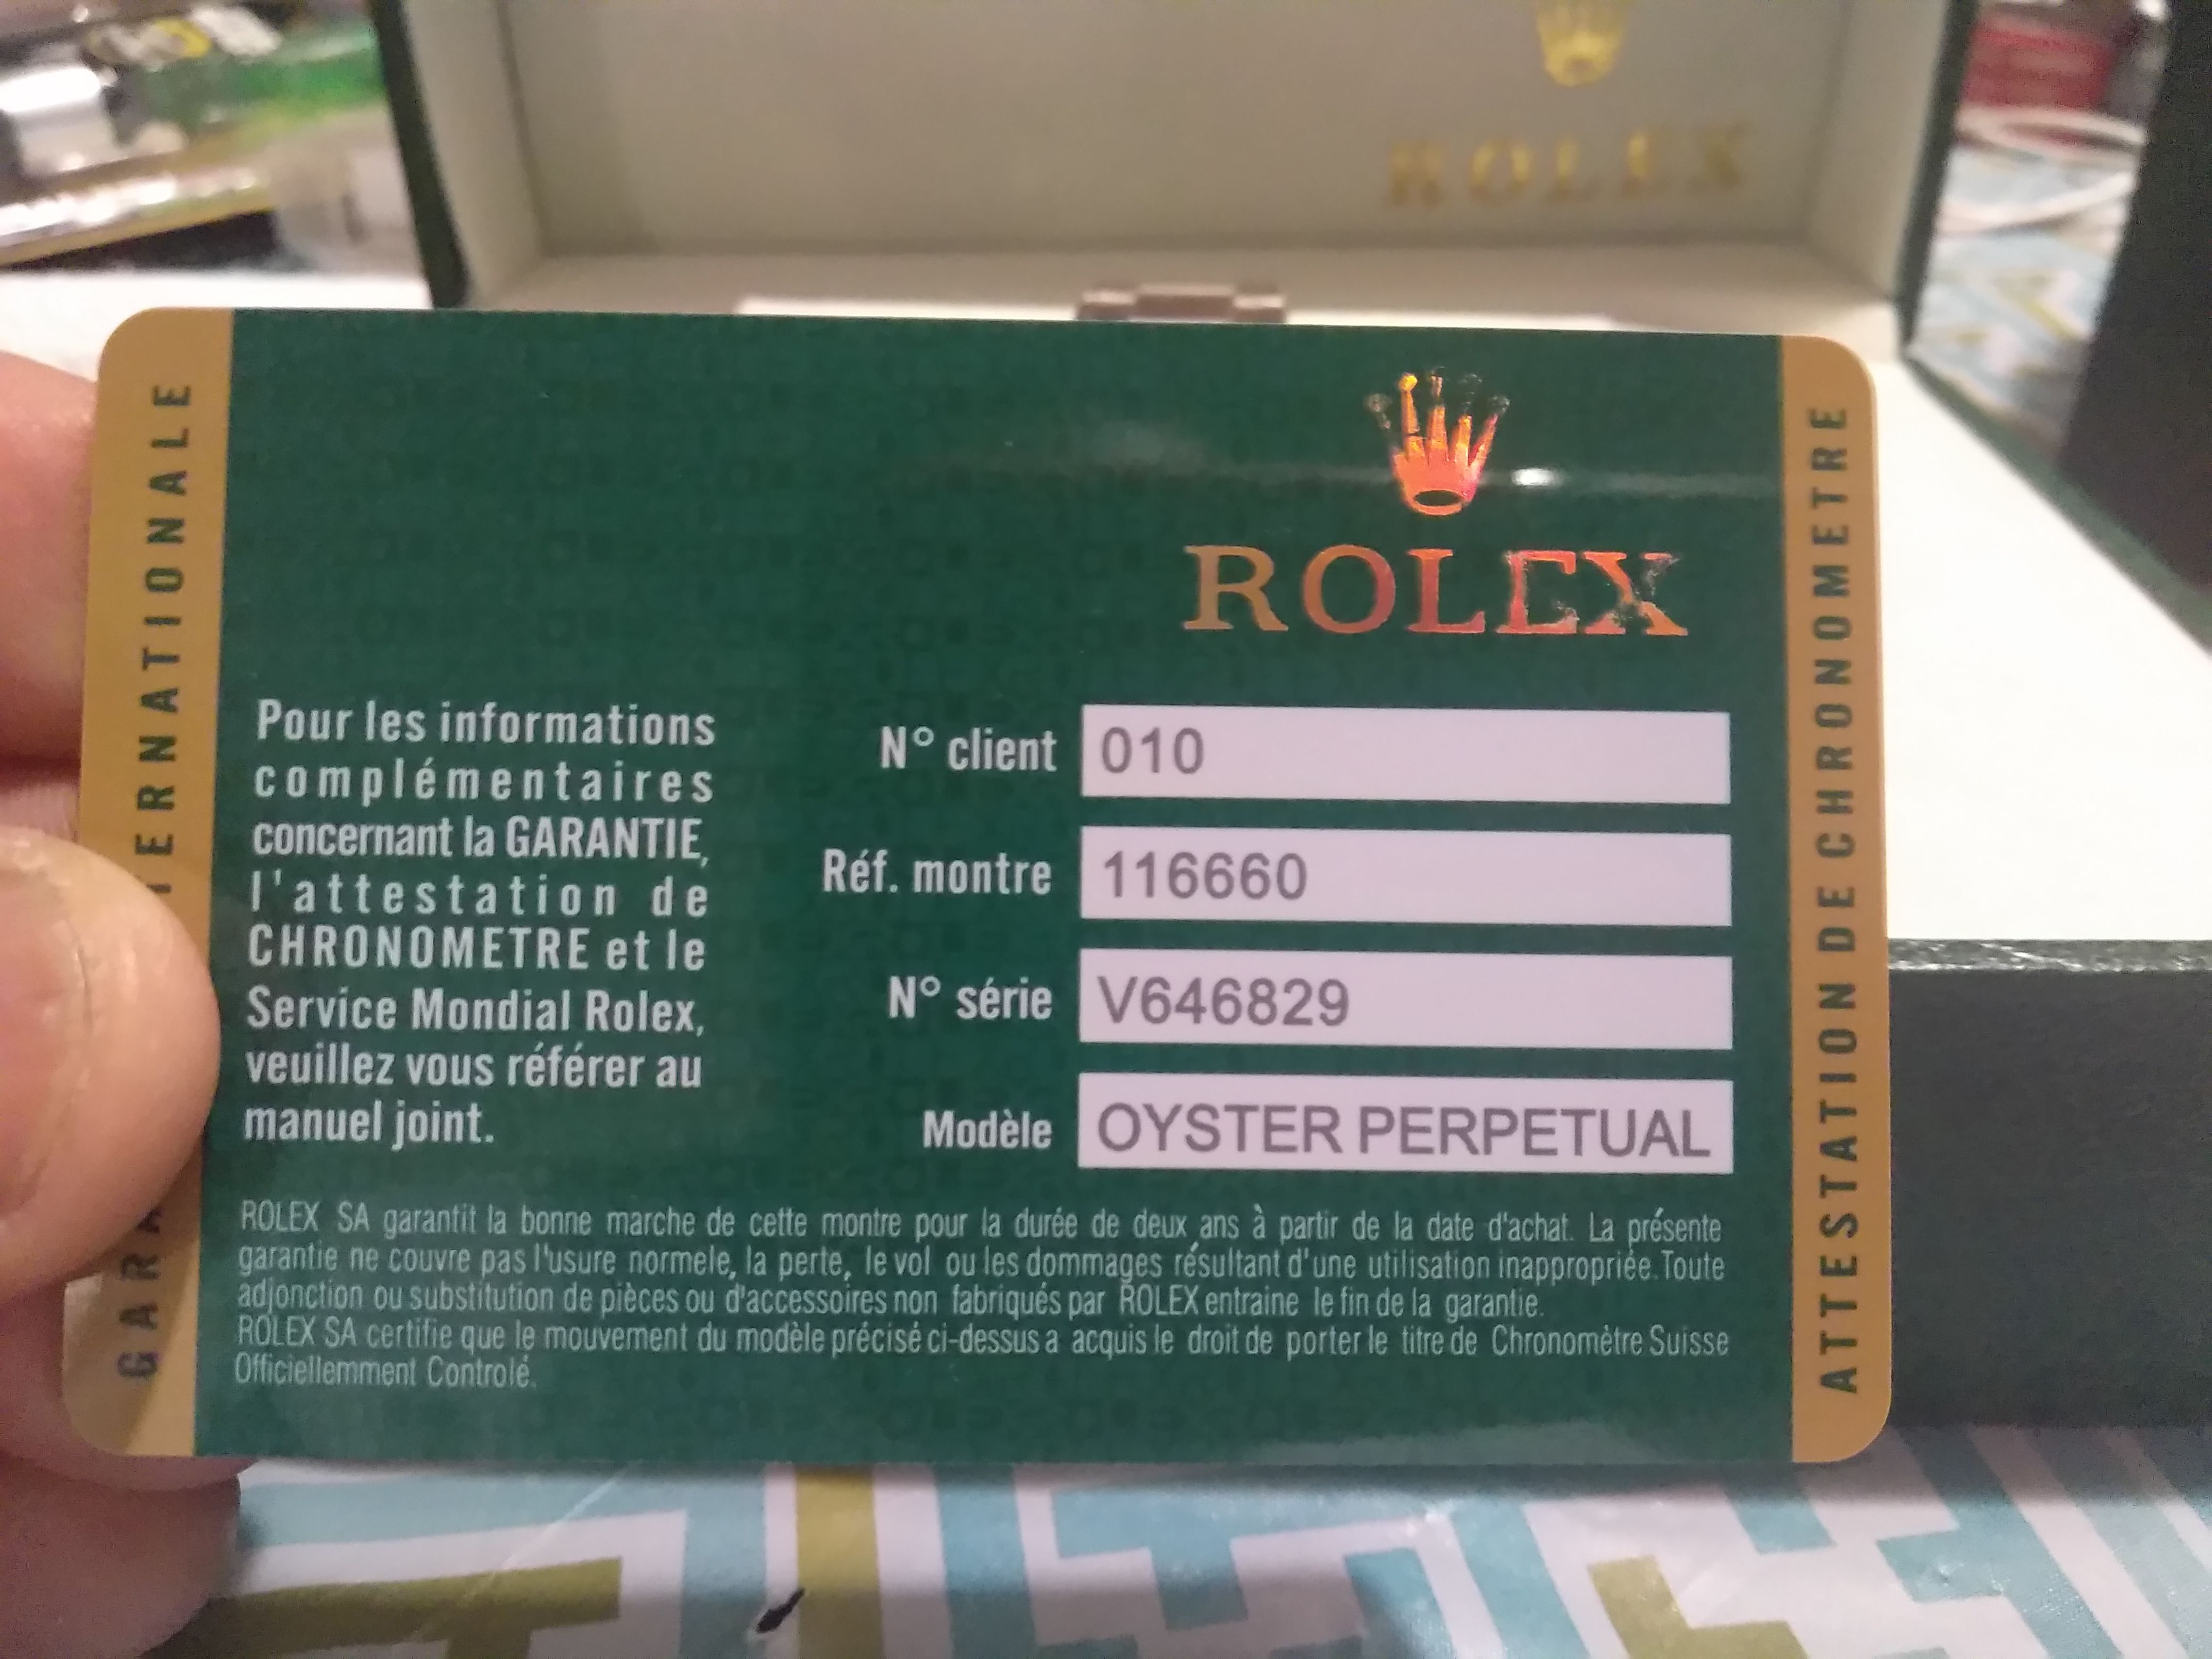 ROLEX
ROLEX
GARA
TERNATIONALE
Pour les informations
complémentaires
concernant la GARANTIE,
l'attestation de
CHRONOMETRE et le
Service Mondial Rolex,
veuillez vous référer au
manuel joint.
N° client 010
Réf. montre 116660
N° série V646829
Modèle OYSTER PERPETUAL
ROLEX SA garantit la bonne marche de cette montre pour la durée de deux ans à partir de la date d'achat. La présente
garantie ne couvre pas l'usure normele, la perte, le vol ou les dommages résultant d'une utilisation inappropriée.Toute
adjonction ou substitution de pièces ou d'accessoires non fabriqués par ROLEX entraine le fin de la garantie.
ROLEX SA certifie que le mouvement du modèle précisé ci-dessus a acquis le droit de porter le titre de Chronomètre Suisse
Officiellemment Controlé.
ATTESTATION DE CHRONOMETRE